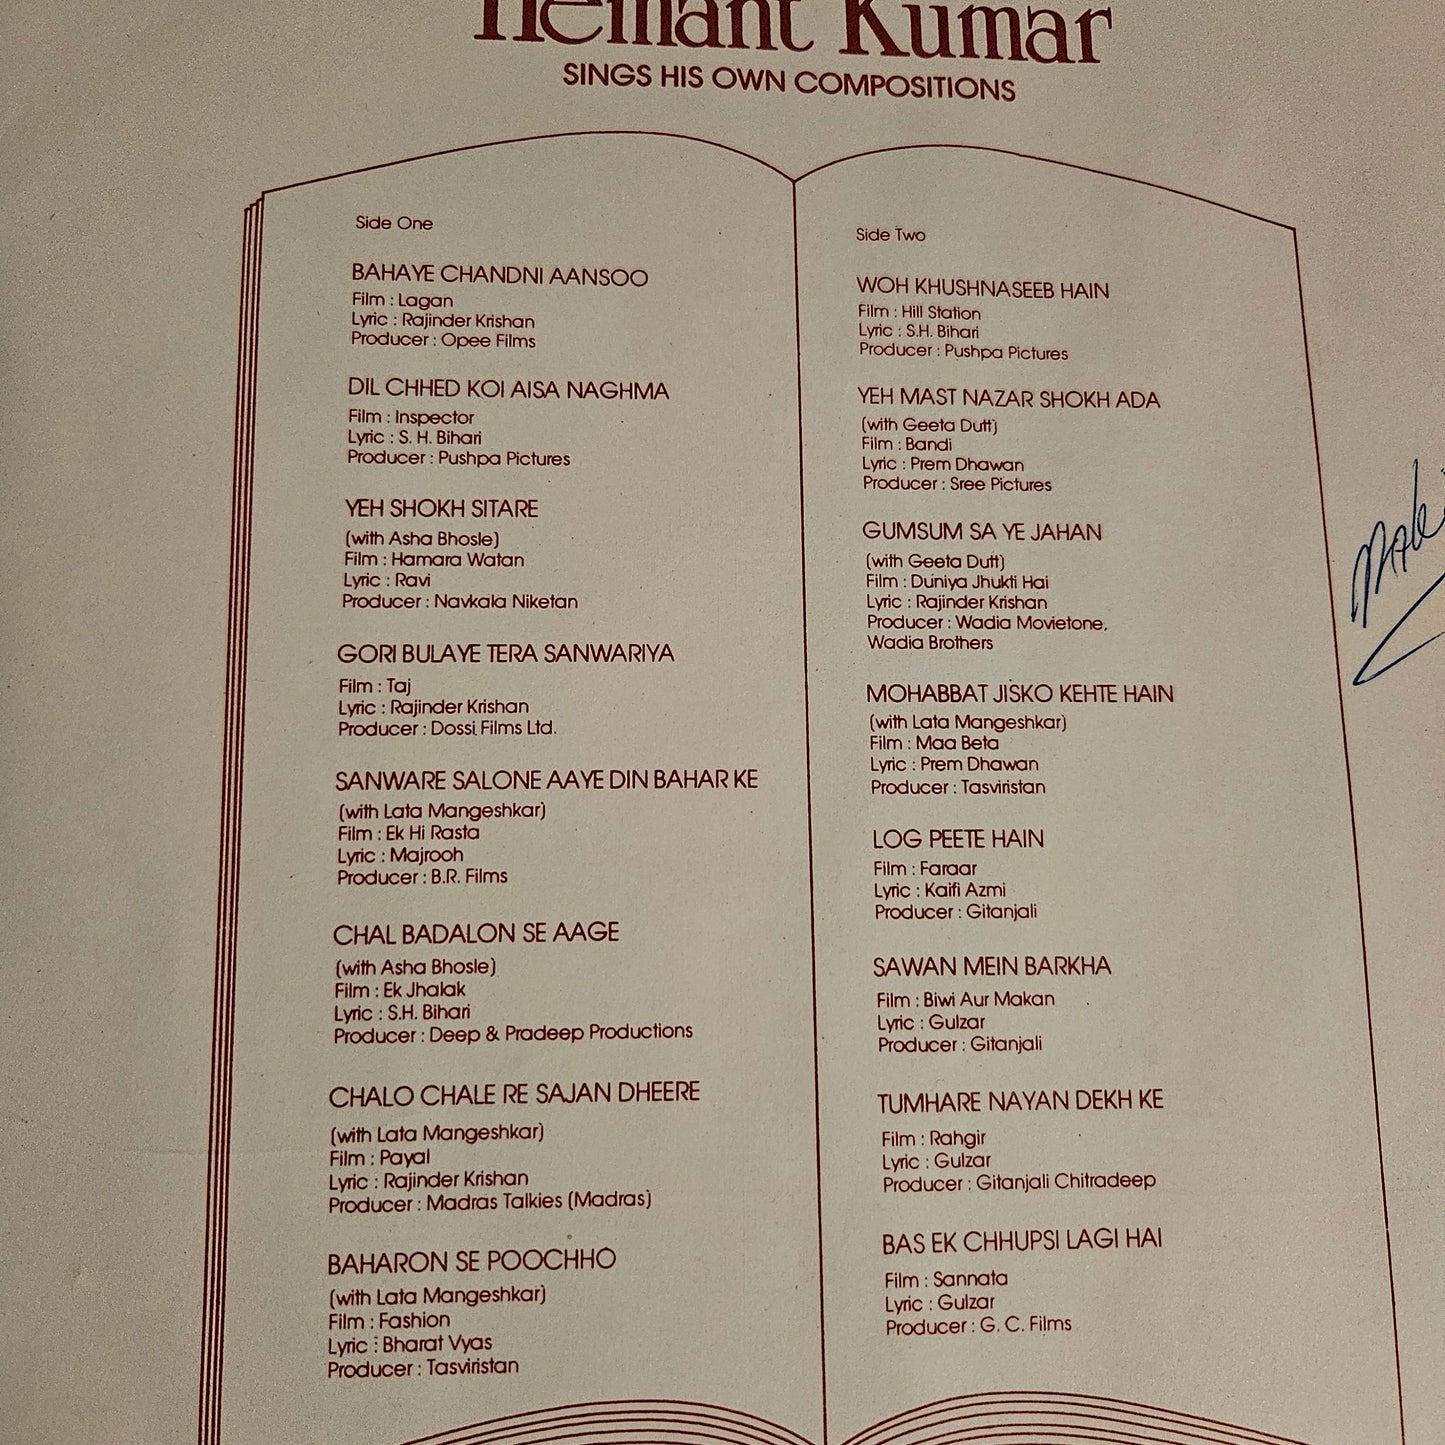 Hemant Kumar
SINGS HIS OWN COMPOSITIONS
Side One
BAHAYE CHANDNI AANSOO
Film : Lagan
Lyric : Rajinder Krishan
Producer : Opee Films
DIL CHHED KOI AISA NAGHMA
Film : Inspector
Lyric : S. H. Bihari
Producer : Pushpa Pictures
YEH SHOKH SITARE
(with Asha Bhosle)
Film : Hamara Watan
Lyric : Ravi
Producer : Navkala Niketan
GORI BULAYE TERA SANWARIYA
Film : Taj
Lyric : Rajinder Krishan
Producer : Dossi Films Ltd.
SANWARE SALONE AAYE DIN BAHAR KE
(with Lata Mangeshkar)
Film : Ek Hi Rasta
Lyric : Majrooh
Producer : B.R. Films
CHAL BADALON SE AAGE
(with Asha Bhosle)
Film : Ek Jhalak
Lyric : S.H. Bihari
Producer : Deep & Pradeep Productions
CHALO CHALE RE SAJAN DHEERE
(with Lata Mangeshkar)
Film : Payal
Lyric : Rajinder Krishan
Producer : Madras Talkies (Madras)
BAHARON SE POOCHHO
(with Lata Mangeshkar)
Film : Fashion
Lyric : Bharat Vyas
Producer : Tasviristan
Side Two
WOH KHUSHNASEEB HAIN
Film : Hill Station
Lyric : S.H. Bihari
Producer : Pushpa Pictures
YEH MAST NAZAR SHOKH ADA
(with Geeta Dutt)
Film : Bandi
Lyric : Prem Dhawan
Producer : Sree Pictures
GUMSUM SA YE JAHAN
(with Geeta Dutt)
Film : Duniya Jhukti Hai
Lyric : Rajinder Krishan
Producer : Wadia Movietone,
Wadia Brothers
MOHABBAT JISKO KEHTE HAIN
(with Lata Mangeshkar)
Film : Maa Beta
Lyric : Prem Dhawan
Producer : Tasviristan
LOG PEETE HAIN
Film : Faraar
Lyric : Kaifi Azmi
Producer : Gitanjali
SAWAN MEIN BARKHA
Film : Biwi Aur Makan
Lyric : Gulzar
Producer : Gitanjali
TUMHARE NAYAN DEKH KE
Film : Rahgir
Lyric : Gulzar
Producer : Gitanjali Chitradeep
BAS EK CHHUPSI LAGI HAI
Film : Sannata
Lyric : Gulzar
Producer : G. C. Films